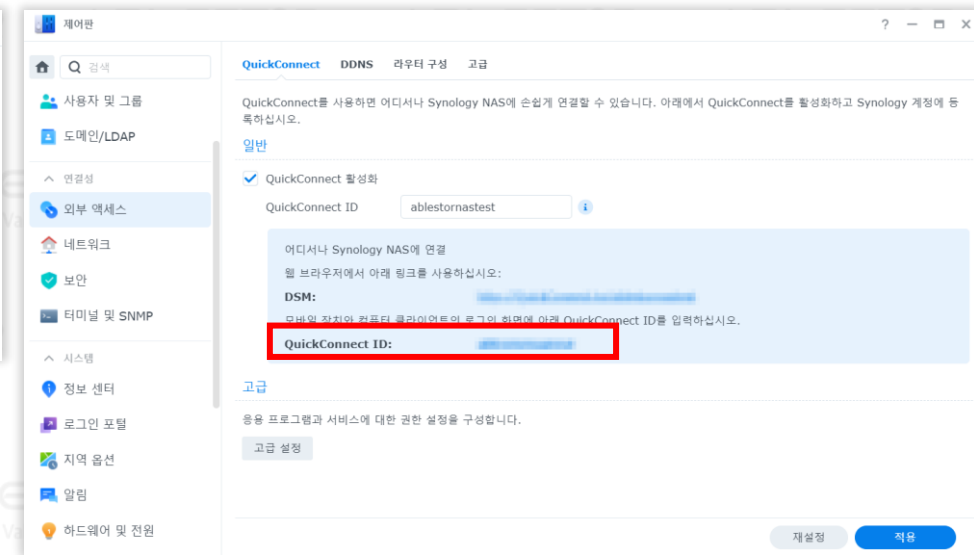 제어판
검색
사용자 및 그룹
도메인/LDAP
연결성
외부 액세스
네트워크
보안
터미널 및 SNMP
시스템
정보 센터
로그인 포털
지역 옵션
알림
하드웨어 및 전원
QuickConnect DDNS 라우터 구성 고급
QuickConnect를 사용하면 어디서나 Synology NAS에 손쉽게 연결할 수 있습니다. 아래에서 QuickConnect를 활성화하고 Synology 계정에 등
록하십시오.
일반
QuickConnect 활성화
QuickConnect ID ablestornastest
어디서나 Synology NAS에 연결
웹 브라우저에서 아래 링크를 사용하십시오:
DSM:
모바일 장치와 컴퓨터 클라이언트의 로그인 화면에 아래 QuickConnect ID를 입력하십시오.
QuickConnect ID:
고급
응용 프로그램과 서비스에 대한 권한 설정을 구성합니다.
고급 설정
재설정 적용